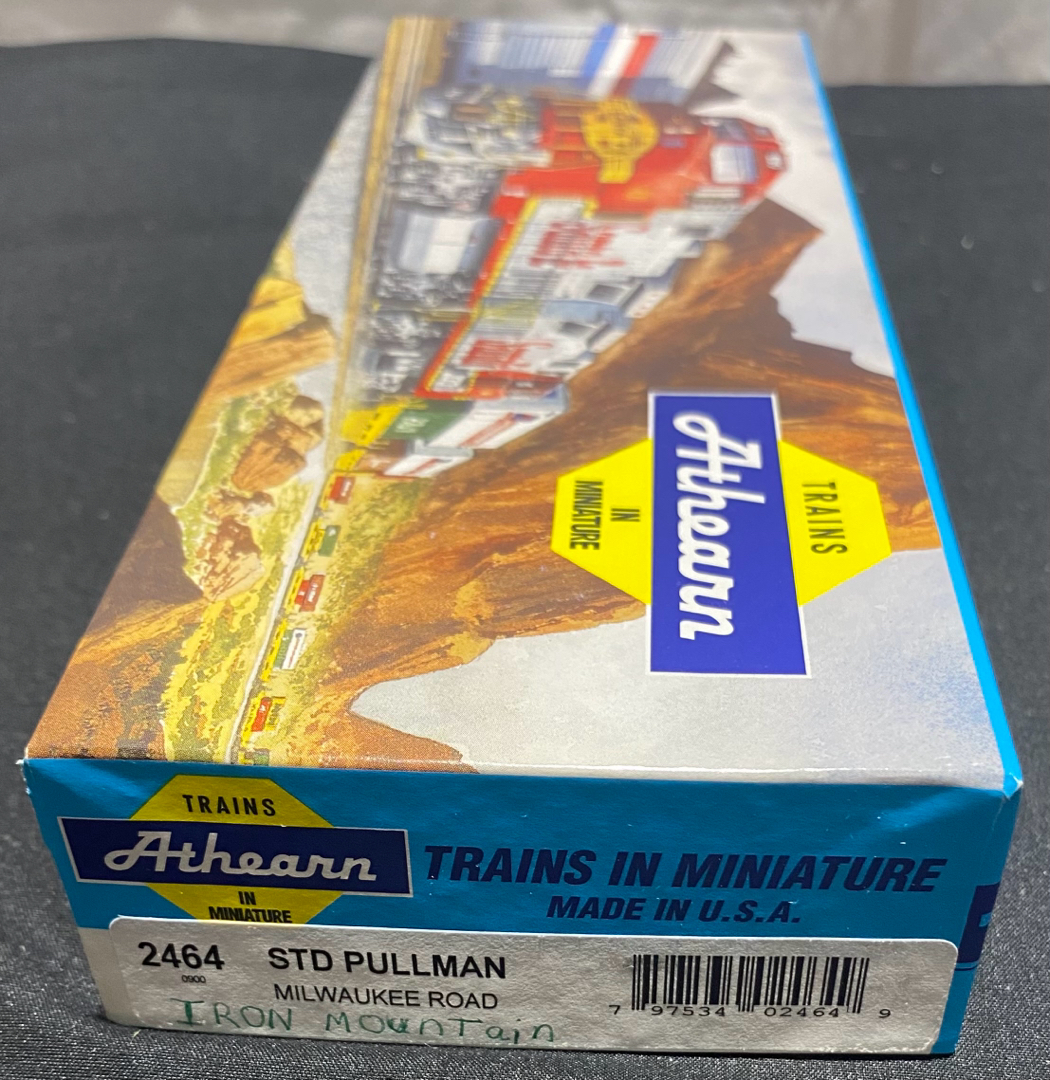 TRAINS
Athearn
IN
MINIATURE
TRAINS
Athearn
IN
MINIATURE
TRAINS IN MINIATURE
MADE IN U.S.A.
2464 STD PULLMAN
0900
MILWAUKEE ROAD
IRON MOUNTain
7 97534 02464 9